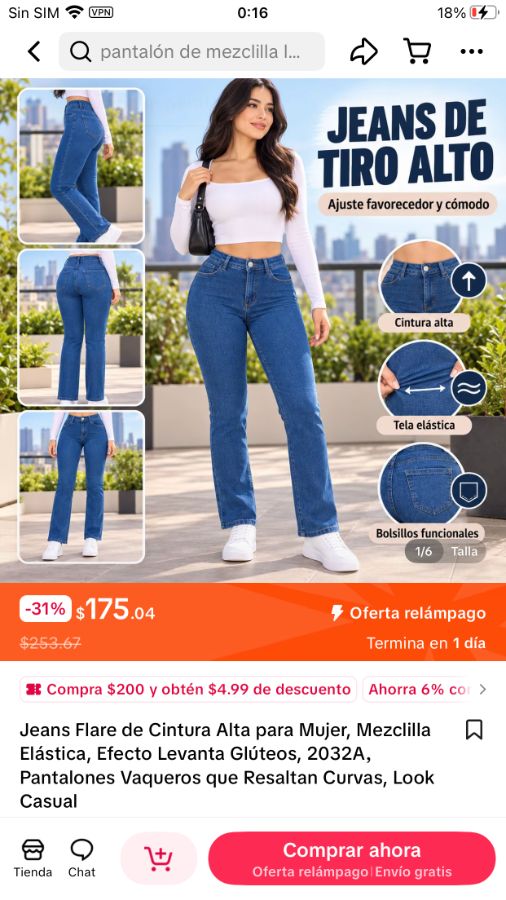 Sin SIM VPN 0:16 18%
pantalón de mezclilla l...
JEANS DE
TIRO ALTO
Ajuste favorecedor y cómodo
Cintura alta
Tela elástica
Bolsillos funcionales
1/6 Talla
-31% $175.04
$253.67
Oferta relámpago
Termina en 1 día
Compra $200 y obtén $4.99 de descuento
Ahorra 6% co
Jeans Flare de Cintura Alta para Mujer, Mezclilla
Elástica, Efecto Levanta Glúteos, 2032A,
Pantalones Vaqueros que Resaltan Curvas, Look
Casual
Tienda
Chat
Comprar ahora
Oferta relámpago|Envío gratis